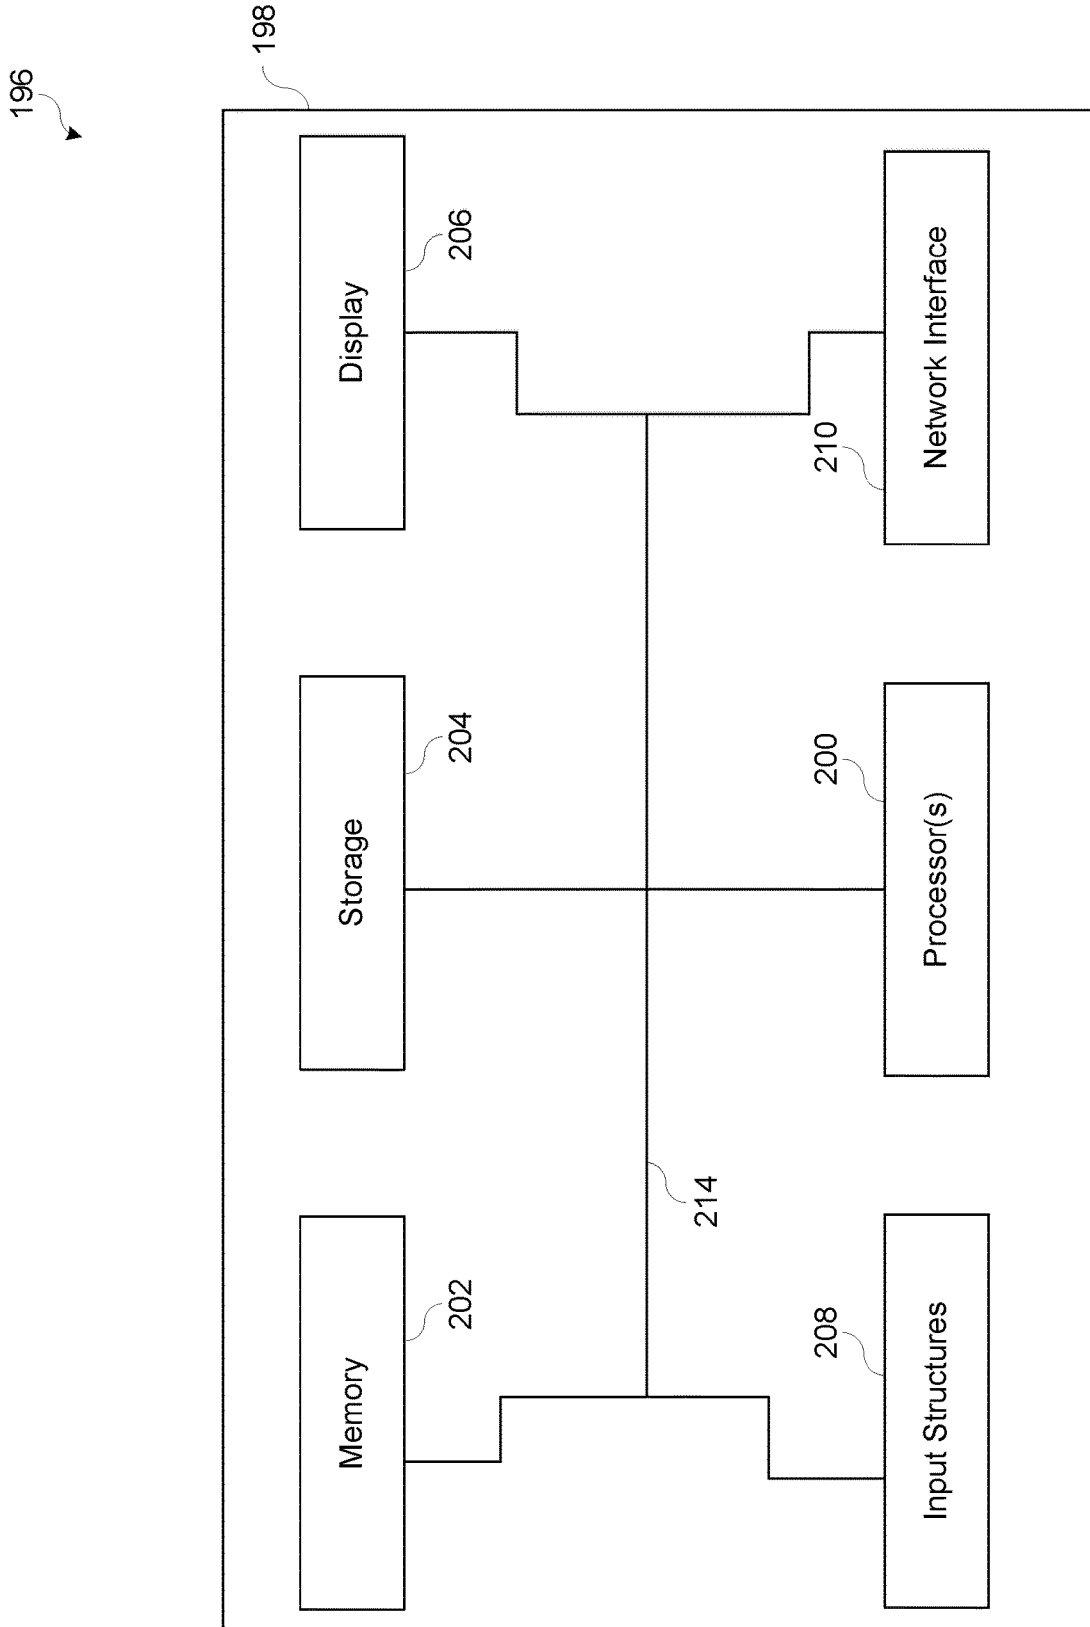 196
198
Memory
202
Storage
204
Display
206
214
Input Structures
208
Processor(s)
200
Network Interface
210